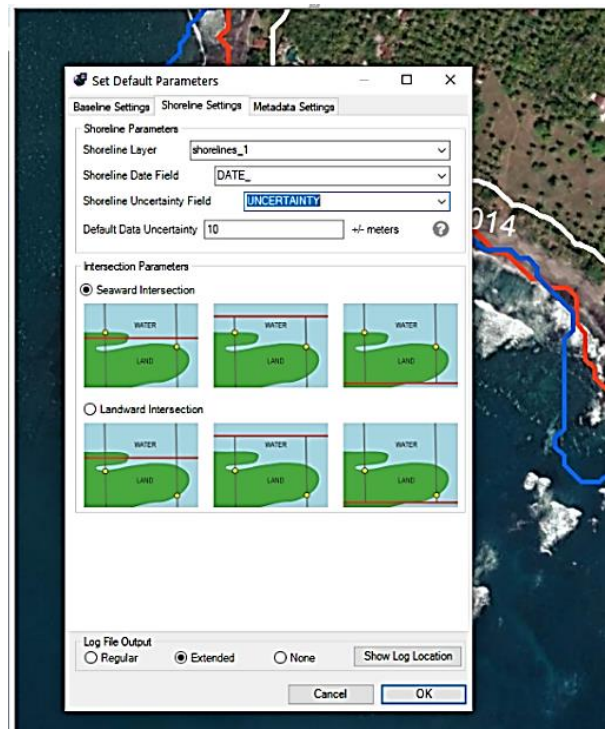 Set Default Parameters
Baseline Settings Shoreline Settings Metadata Settings
Shoreline Parameters
Shoreline Layer shorelines_1
Shoreline Date Field DATE_
Shoreline Uncertainty Field UNCERTAINTY
Default Data Uncertainty 10 +/- meters ?
014
Intersection Parameters
Seaward Intersection
WATER WATER WATER
LAND LAND LAND
Landward Intersection
WATER WATER WATER
LAND LAND LAND
Log File Output
Regular Extended None Show Log Location
Cancel OK